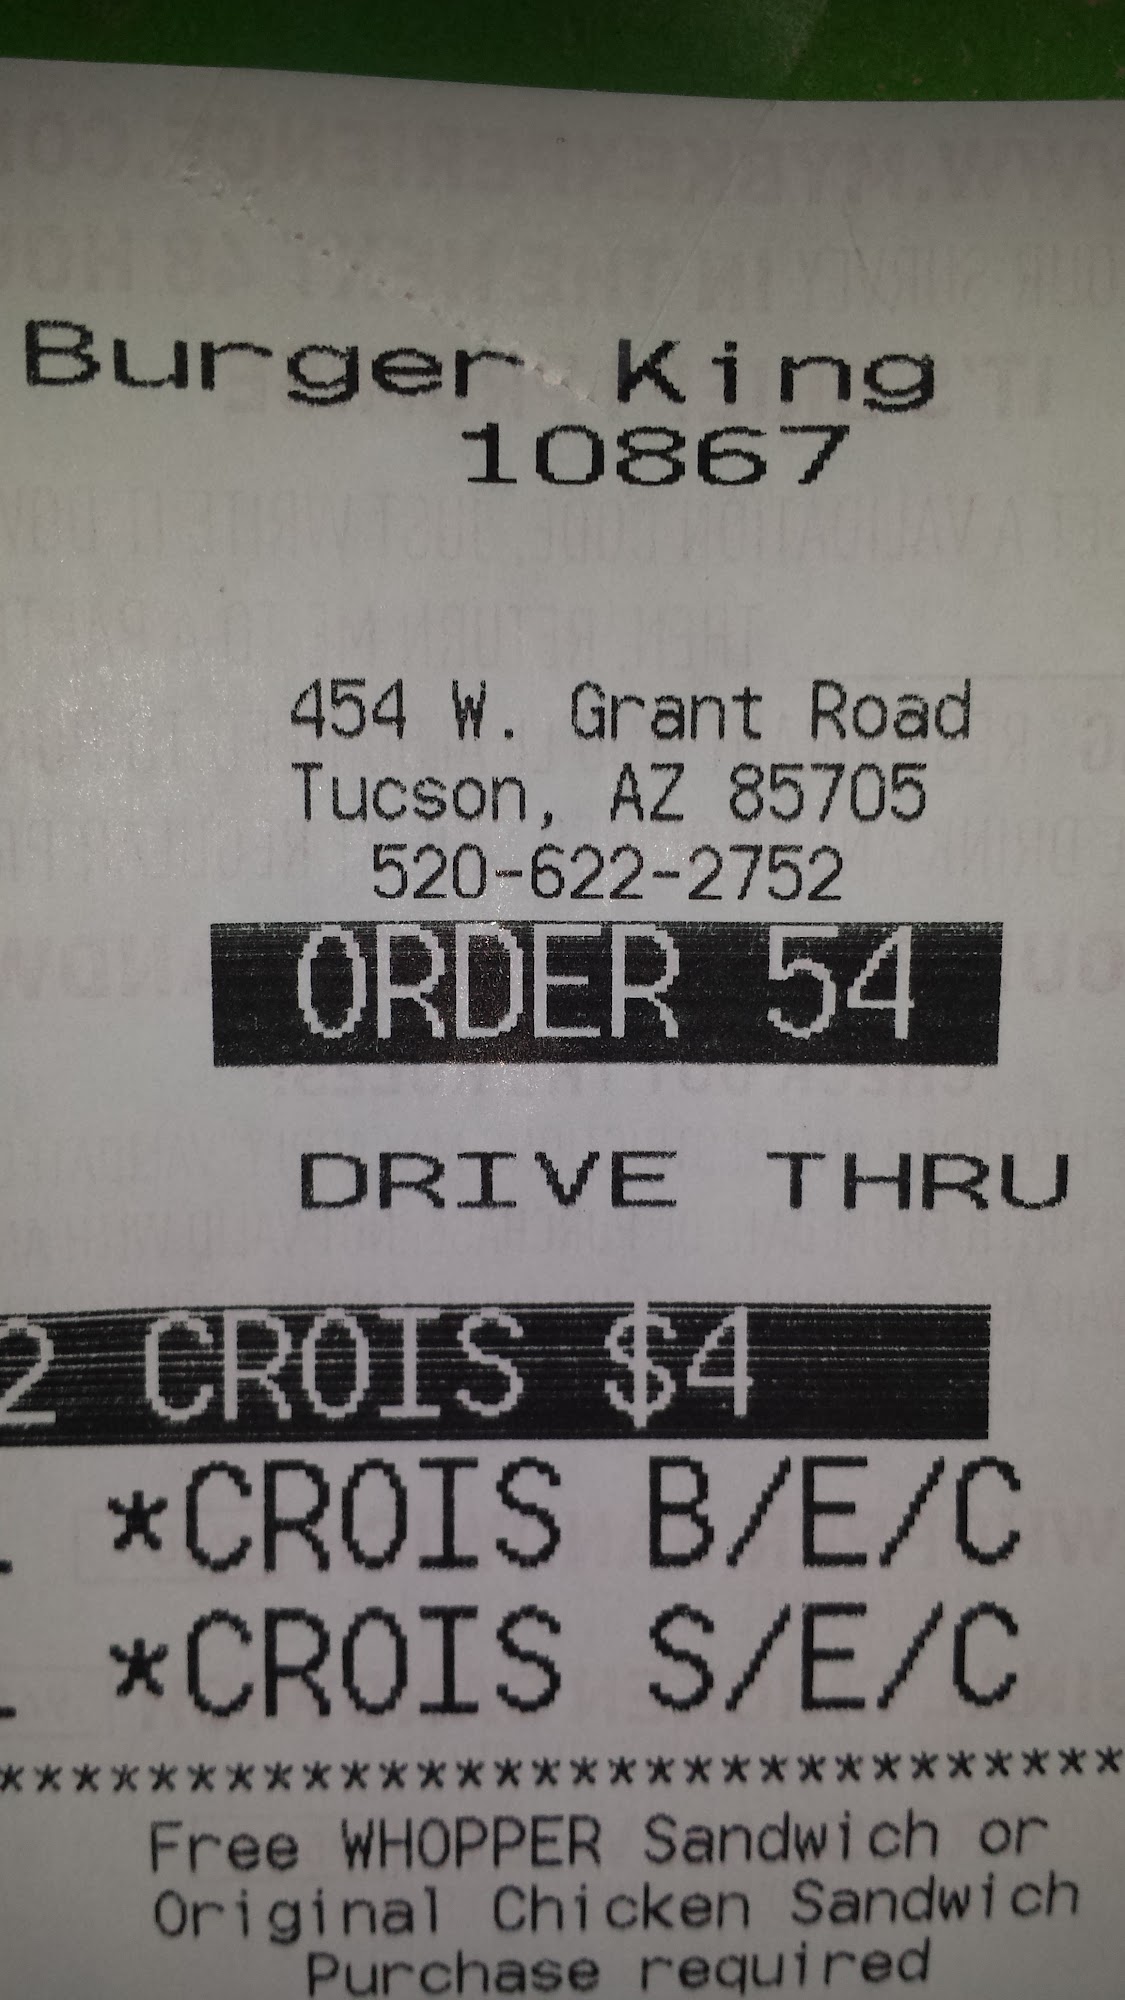 Burger King
10867
454 W. Grant Road
Tucson, AZ 85705
520-622-2752
ORDER 54
DRIVE THRU
2 CROIS $4
*CROIS B/E/C
*CROIS S/E/C
****************************
Free WHOPPER Sandwich or
Original Chicken Sandwich
Purchase required